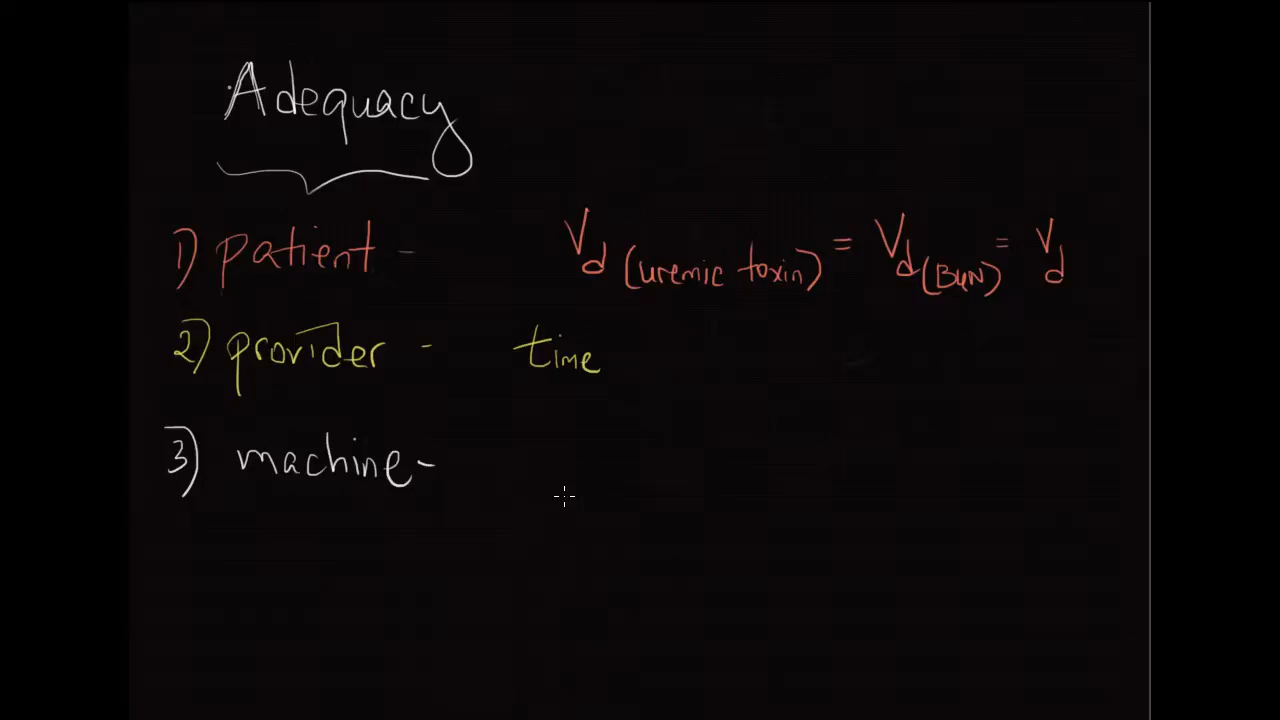 Adequacy
1) patient - Vd (uremic toxin) = Vd (BUN) = Vd
2) provider - time
3) machine -